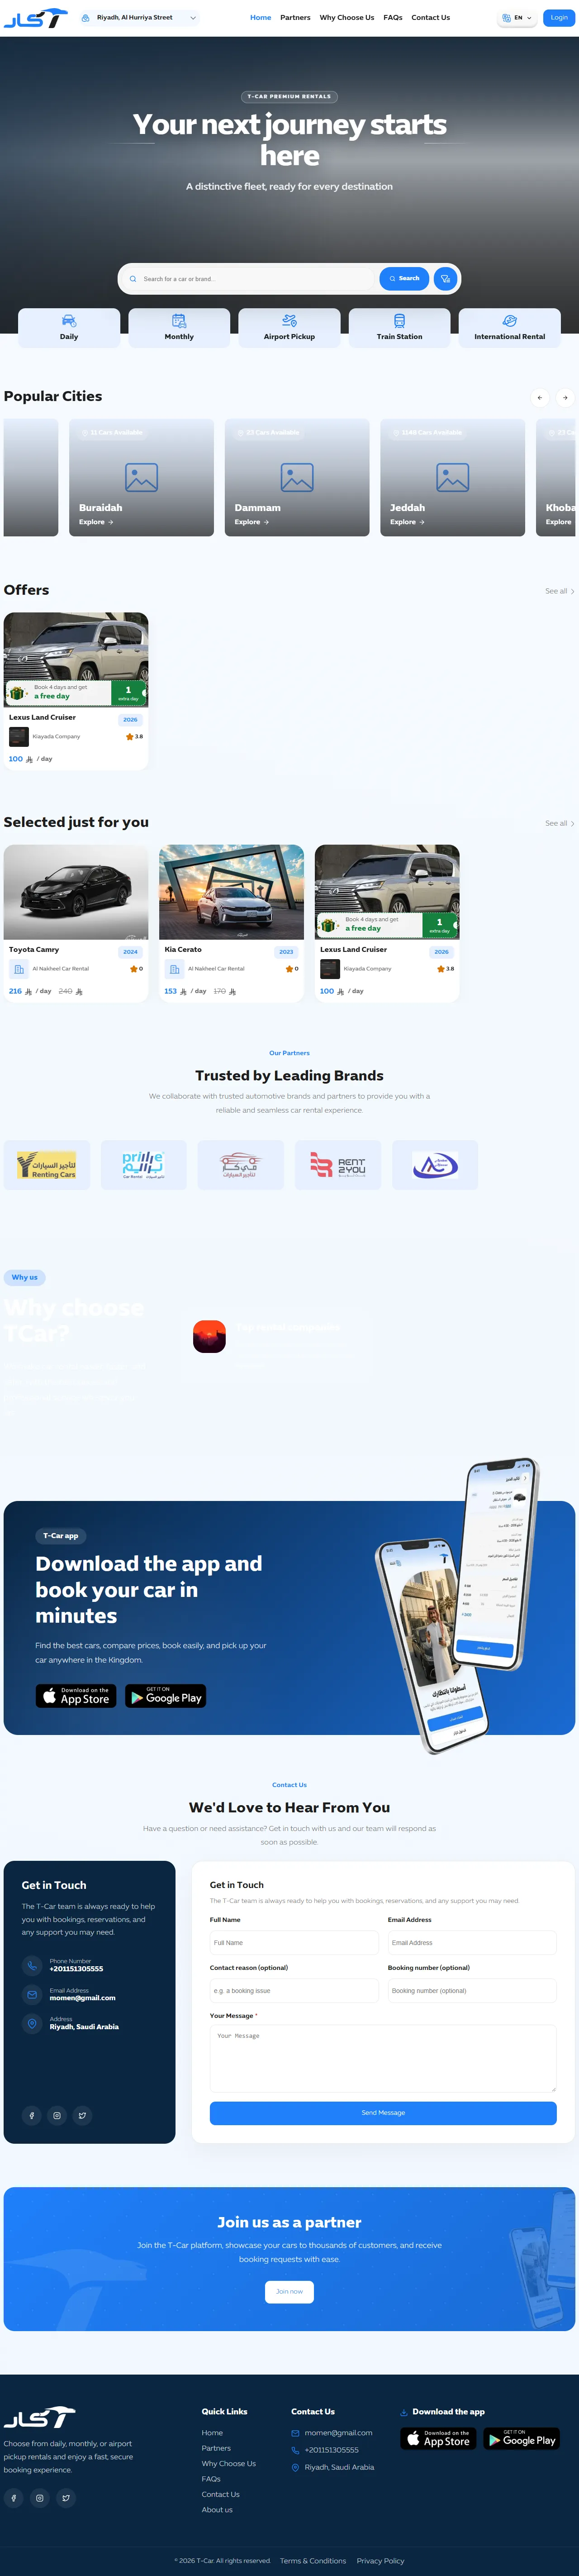 Riyadh, Al Hurriya Street
Home
Partners
Why Choose Us
FAQs
Contact Us
EN
Login
T-CAR PREMIUM RENTALS
Your next journey starts
here
A distinctive fleet, ready for every destination
Search for a car or brand...
Search
Daily
Monthly
Airport Pickup
Train Station
International Rental
Popular Cities
11 Cars Available
Buraidah
Explore
Cars Available
Dammam
Explore
Cars Available
Jeddah
Explore
Khoba
Explore
Offers
See all
Book 4 days and get
a free day
1
extra day
Lexus Land Cruiser
2026
Kiayada Company
3.8
100 / day
Selected just for you
See all
Toyota Camry
2024
Al Nakheel Car Rental
0
216 / day 240
Kia Cerato
2023
Al Nakheel Car Rental
0
153 / day 170
Book 4 days and get
a free day
1
extra day
Lexus Land Cruiser
2026
Kiayada Company
3.8
100 / day
Our Partners
Trusted by Leading Brands
We collaborate with trusted automotive brands and partners to provide you with a
reliable and seamless car rental experience.
لتأجير السيارات
Renting Cars
RENT
2YOU
Why us
Why choose
TCar?
T-Car app
Download the app and
book your car in
minutes
Find the best cars, compare prices, book easily, and pick up your
car anywhere in the Kingdom.
Download on the
App Store
GET IT ON
Google Play
Contact Us
We'd Love to Hear From You
Have a question or need assistance? Get in touch with us and our team will respond as
soon as possible.
Get in Touch
The T-Car team is always ready to help
you with bookings, reservations, and
any support you may need.
Phone Number
+201151305555
Email Address
momen@gmail.com
Address
Riyadh, Saudi Arabia
Get in Touch
The T-Car team is always ready to help you with bookings, reservations, and any support you may need.
Full Name
Email Address
Full Name
Email Address
Contact reason (optional)
Booking number (optional)
e.g. a booking issue
Booking number (optional)
Your Message *
Your Message
Send Message
Join us as a partner
Join the T-Car platform, showcase your cars to thousands of customers, and receive
booking requests with ease.
Join now
Choose from daily, monthly, or airport
pickup rentals and enjoy a fast, secure
booking experience.
Quick Links
Home
Partners
Why Choose Us
FAQs
Contact Us
About us
Contact Us
momen@gmail.com
+201151305555
Riyadh, Saudi Arabia
Download the app
Download on the
App Store
GET IT ON
Google Play
© 2026 T-Car. All rights reserved.
Terms & Conditions
Privacy Policy